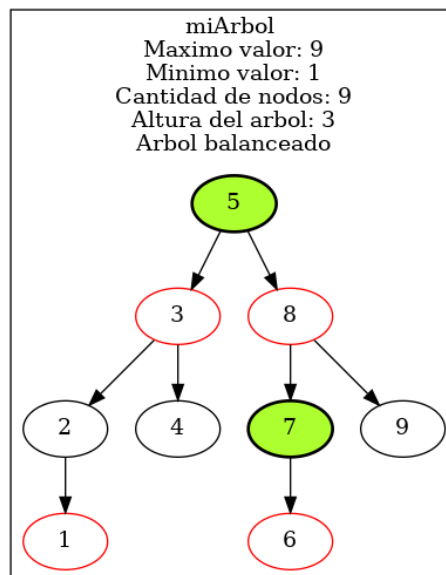 miArbol
Maximo valor: 9
Minimo valor: 1
Cantidad de nodos: 9
Altura del arbol: 3
Arbol balanceado
5
3 8
2 4 7 9
1 6